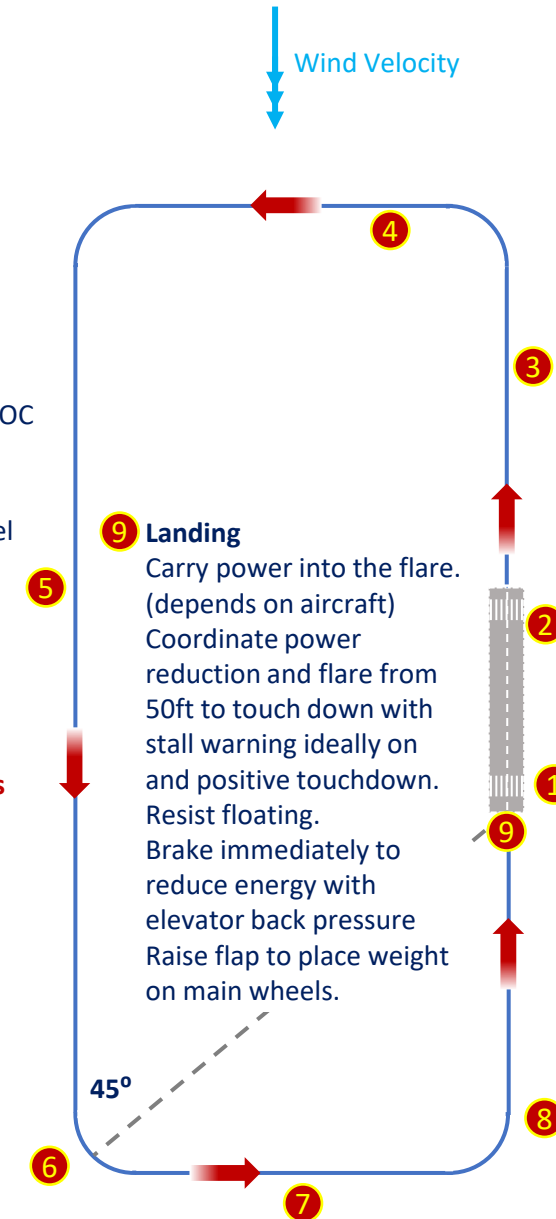 Wind Velocity
4
3
OC
el
9 Landing
Carry power into the flare.
(depends on aircraft)
5
Coordinate power
2
reduction and flare from
50ft to touch down with
stall warning ideally on
s
and positive touchdown.
1
Resist floating.
9
Brake immediately to
reduce energy with
elevator back pressure
Raise flap to place weight
on main wheels.
45⁰
8
6
7